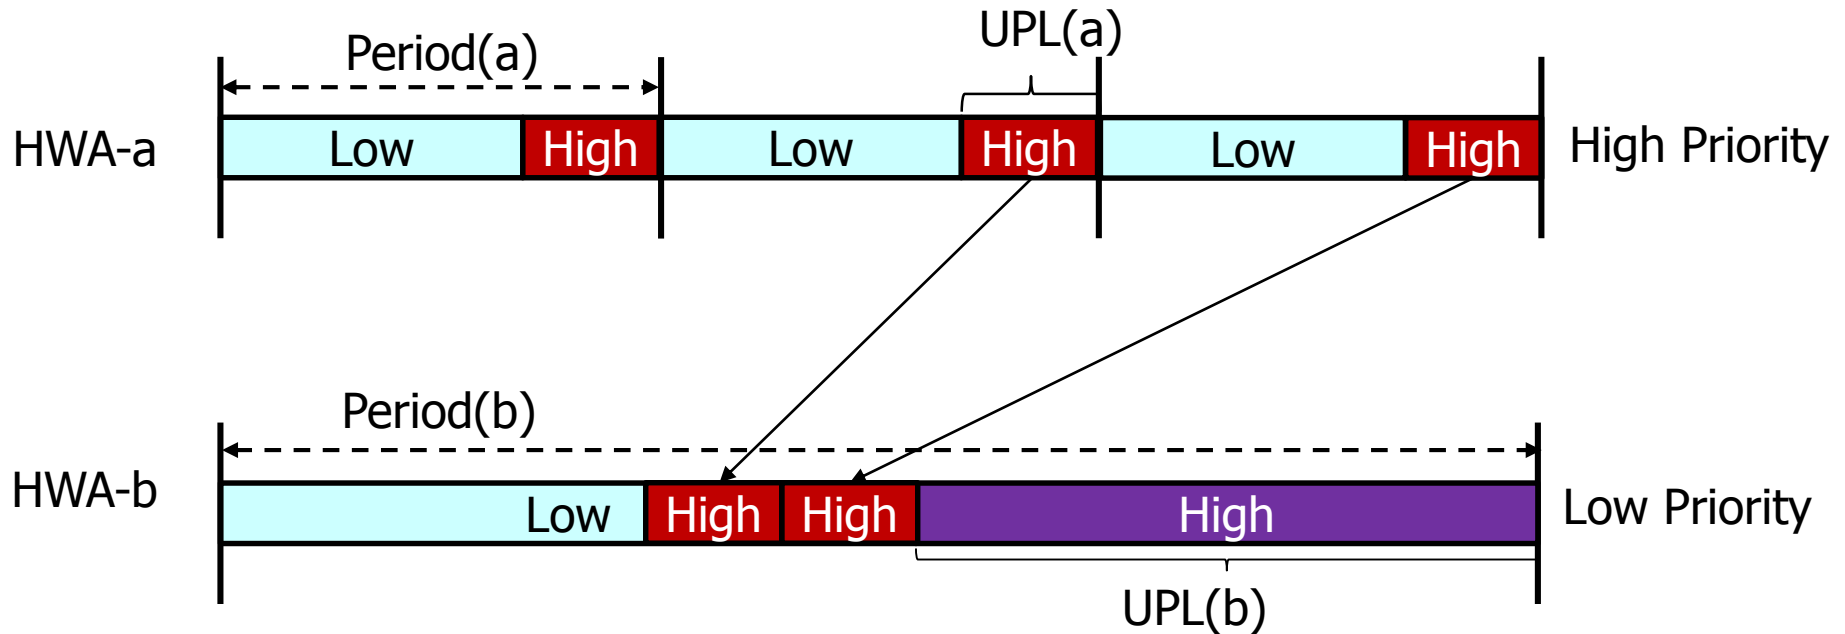 Period(a)
UPL(a)
HWA-a
Low
High
Low
High
Low
High
High Priority
Period(b)
HWA-b
Low
High
High
High
Low Priority
UPL(b)